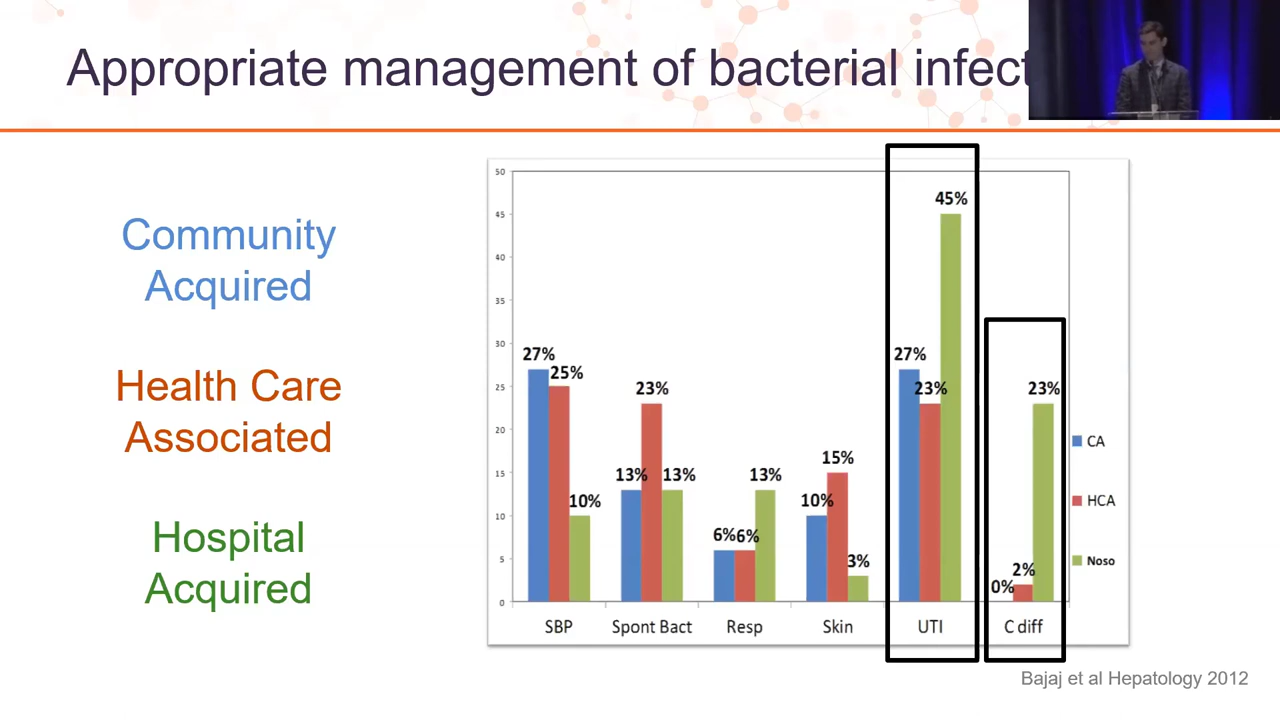 Appropriate management of bacterial infect
Community
Acquired
Health Care
Associated
Hospital
Acquired
50
45
40
35
30
25
20
15
10
5
0
27%
25%
10%
13%
23%
13%
6%
6%
13%
10%
15%
3%
27%
23%
45%
0%
2%
23%
SBP
Spont Bact
Resp
Skin
UTI
C diff
CA
HCA
Noso
Bajaj et al Hepatology 2012